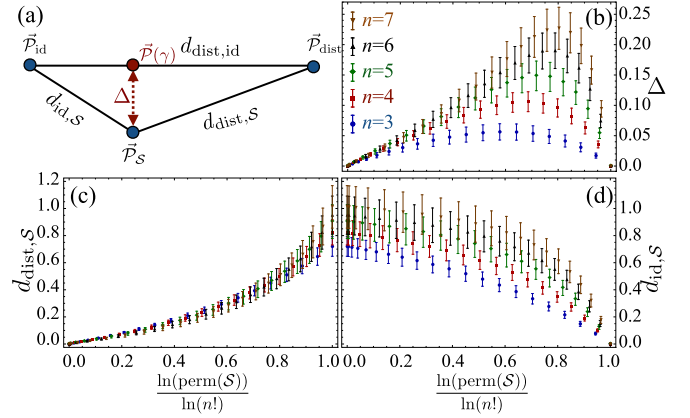 (a)
𝒫⃗id
𝒫⃗(γ)
ddist,id
𝒫⃗dist
did,𝒮
Δ
ddist,𝒮
𝒫⃗𝒮
(b)
n=7
n=6
n=5
n=4
n=3
0.25
0.20
0.15
0.10
0.05
0.00
Δ
(c)
1.2
1.0
0.8
0.6
0.4
0.2
0.0
ddist,𝒮
0.0 0.2 0.4 0.6 0.8 1.0
ln(perm(𝒮))
ln(n!)
(d)
1.0
0.8
0.6
0.4
0.2
0.0
did,𝒮
0.0 0.2 0.4 0.6 0.8 1.0
ln(perm(𝒮))
ln(n!)